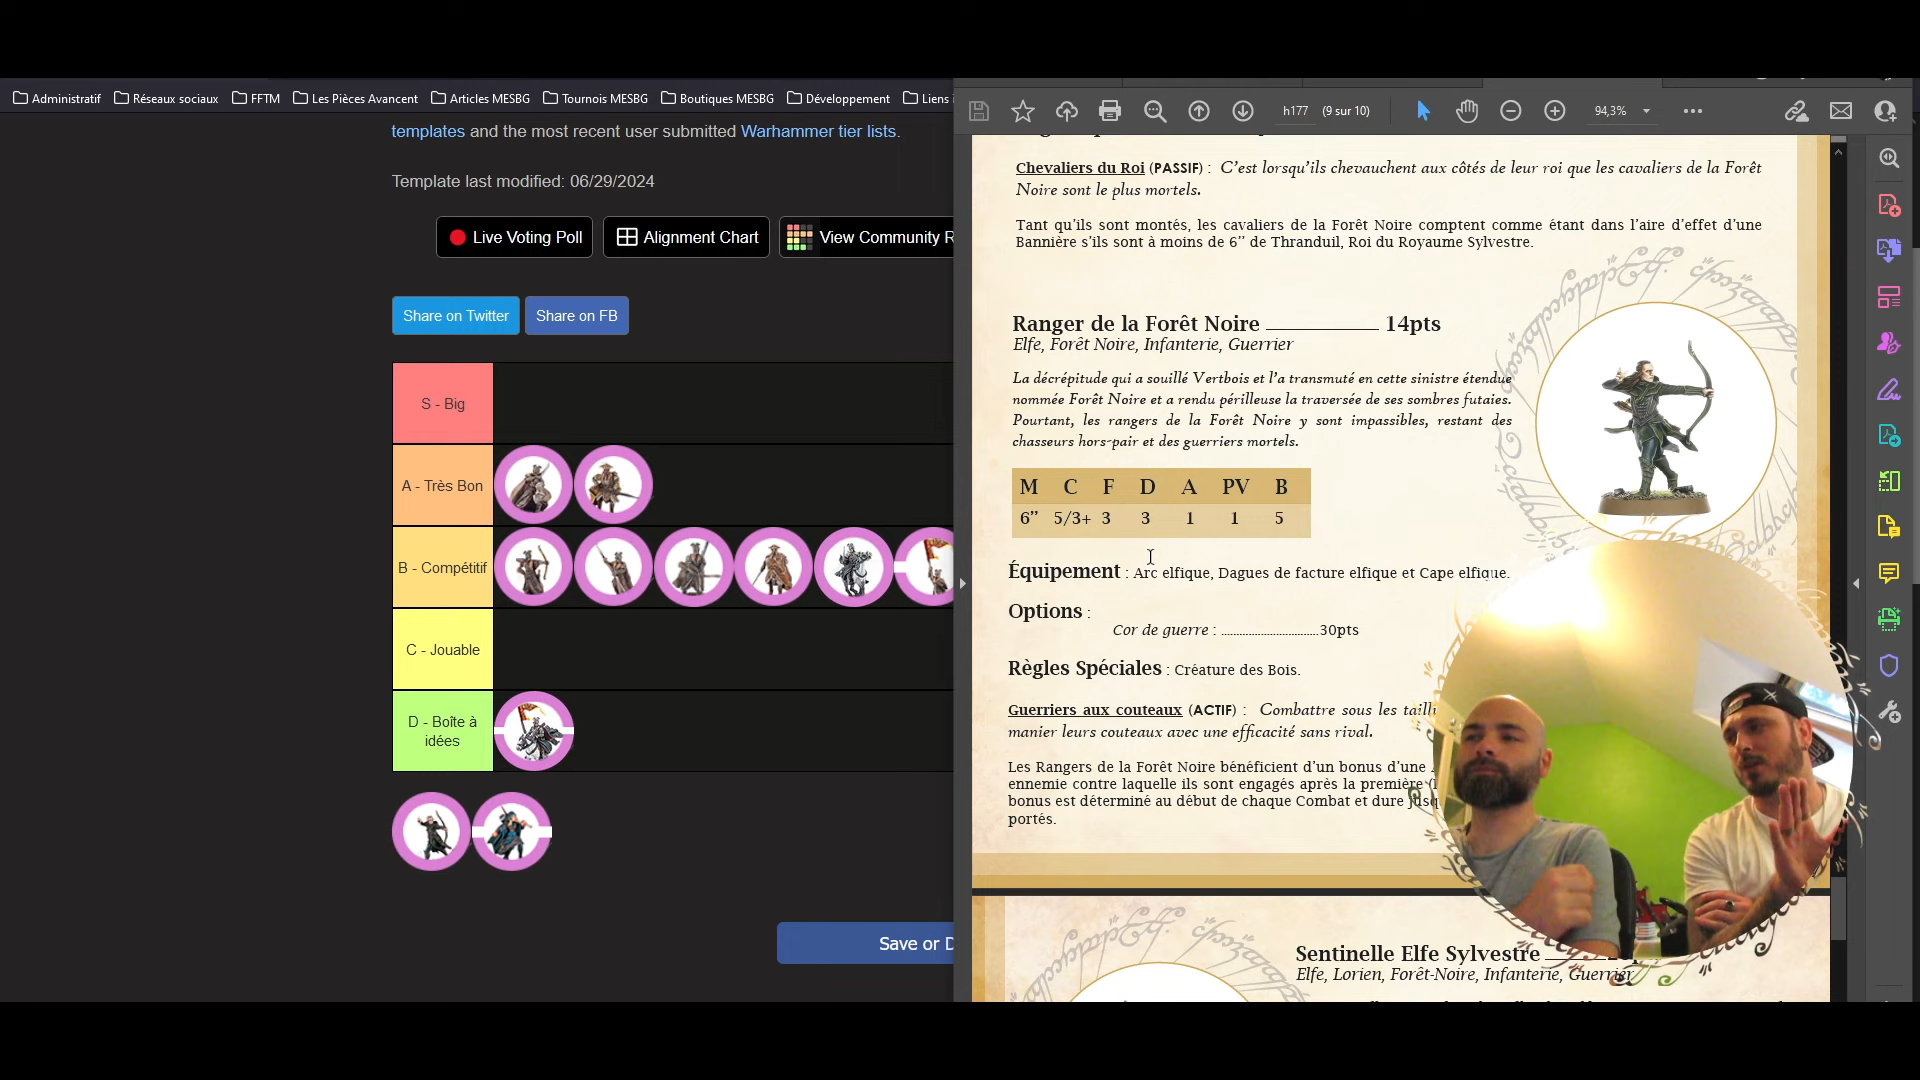 Administratif
Réseaux sociaux
FFTM
Les Pièces Avancent
Articles MESBG
Tournois MESBG
Boutiques MESBG
Développement
Liens
templates and the most recent user submitted Warhammer tier lists.
Template last modified: 06/29/2024
Live Voting Poll
Alignment Chart
View Community R
Share on Twitter
Share on FB
S - Big
A - Très Bon
B - Compétitif
C - Jouable
D - Boîte à
idées
Save or D
h177
(9 sur 10)
94,3%
Chevaliers du Roi (PASSIF) : C’est lorsqu’ils chevauchent aux côtés de leur roi que les cavaliers de la Forêt
Noire sont le plus mortels.
Tant qu’ils sont montés, les cavaliers de la Forêt Noire comptent comme étant dans l’aire d’effet d’une
Bannière s’ils sont à moins de 6’’ de Thranduil, Roi du Royaume Sylvestre.
Ranger de la Forêt Noire 14pts
Elfe, Forêt Noire, Infanterie, Guerrier
La décrépitude qui a souillé Vertbois et l’a transmuté en cette sinistre étendue
nommée Forêt Noire et a rendu périlleuse la traversée de ses sombres futaies.
Pourtant, les rangers de la Forêt Noire y sont impassibles, restant des
chasseurs hors-pair et des guerriers mortels.
M C F D A PV B
6’’ 5/3+ 3 3 1 1 5
Équipement : Arc elfique, Dagues de facture elfique et Cape elfique.
Options :
Cor de guerre : ................................30pts
Règles Spéciales : Créature des Bois.
Guerriers aux couteaux (ACTIF) : Combattre sous les
manier leurs couteaux avec une efficacité sans rival.
Les Rangers de la Forêt Noire bénéficient d’un bonus d’une
ennemie contre laquelle ils sont engagés après la première
bonus est déterminé au début de chaque Combat et dure
portés.
Sentinelle Elfe Sylvestre
Elfe, Lorien, Forêt-Noire, Infanterie, Guerrier